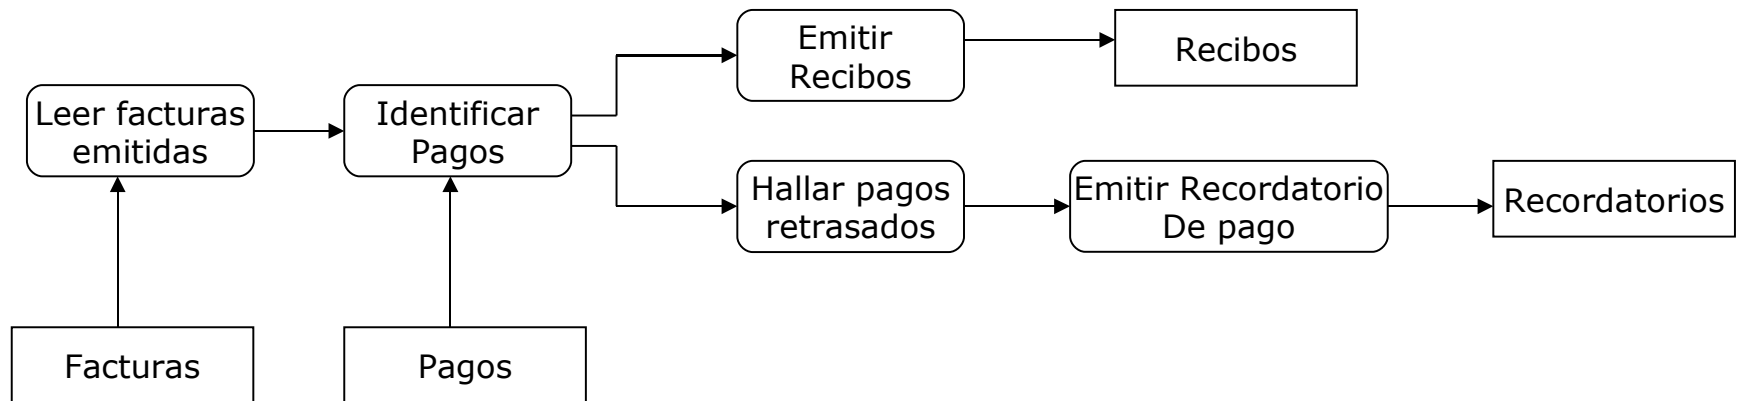 Emitir
Recibos
Recibos
Leer facturas
emitidas
Identificar
Pagos
Hallar pagos
retrasados
Emitir Recordatorio
De pago
Recordatorios
Facturas
Pagos